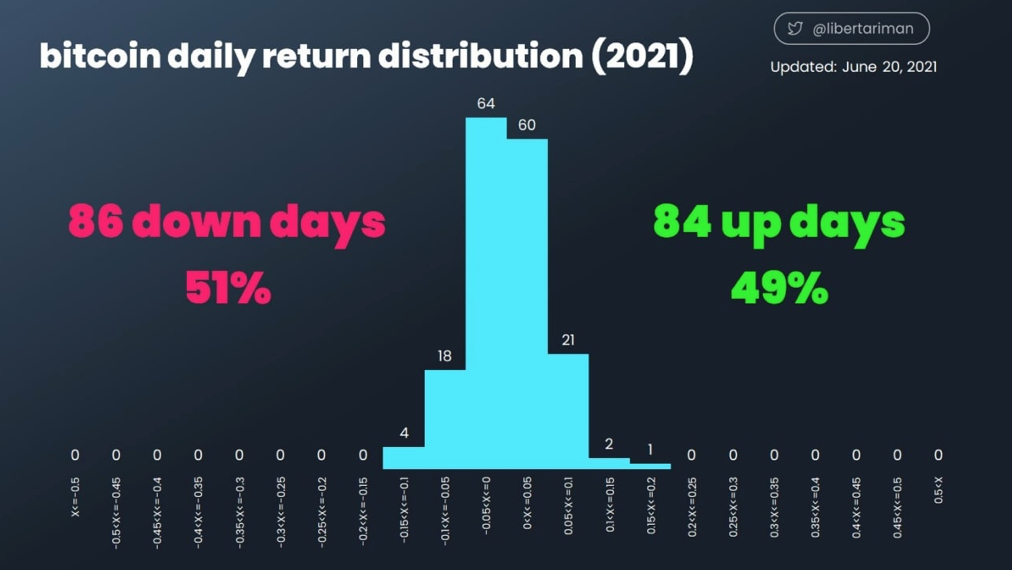 @libertariman
bitcoin daily return distribution (2021)
Updated: June 20, 2021
64
60
86 down days
84 up days
51%
49%
21
18
4
2
1
0 0 0 0 0 0 0 0
0 0 0 0 0 0 0
X<=-0.5
-0.5<X<=-0.45
-0.45<X<=-0.4
-0.4<X<=-0.35
-0.35<X<=-0.3
-0.3<X<=-0.25
-0.25<X<=-0.2
-0.2<X<=-0.15
-0.15<X<=-0.1
-0.1<X<=-0.05
-0.05<X<=0
0<X<=0.05
0.05<X<=0.1
0.1<X<=0.15
0.15<X<=0.2
0.2<X<=0.25
0.25<X<=0.3
0.3<X<=0.35
0.35<X<=0.4
0.4<X<=0.45
0.45<X<=0.5
0.5<X